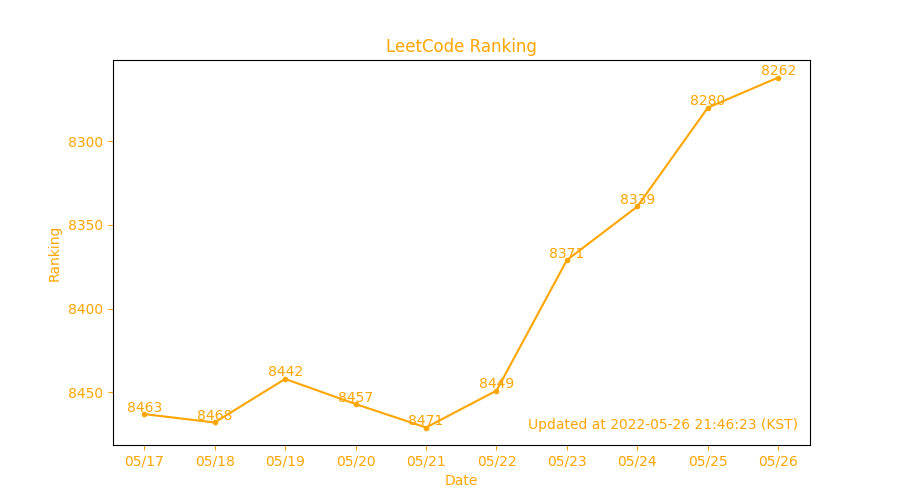 LeetCode Ranking
8262
8280
8300
8339
8350
Ranking
8371
8400
8442
8449
8450
8457
8463
8468
8471
Updated at 2022-05-26 21:46:23 (KST)
05/17 05/18 05/19 05/20 05/21 05/22 05/23 05/24 05/25 05/26
Date